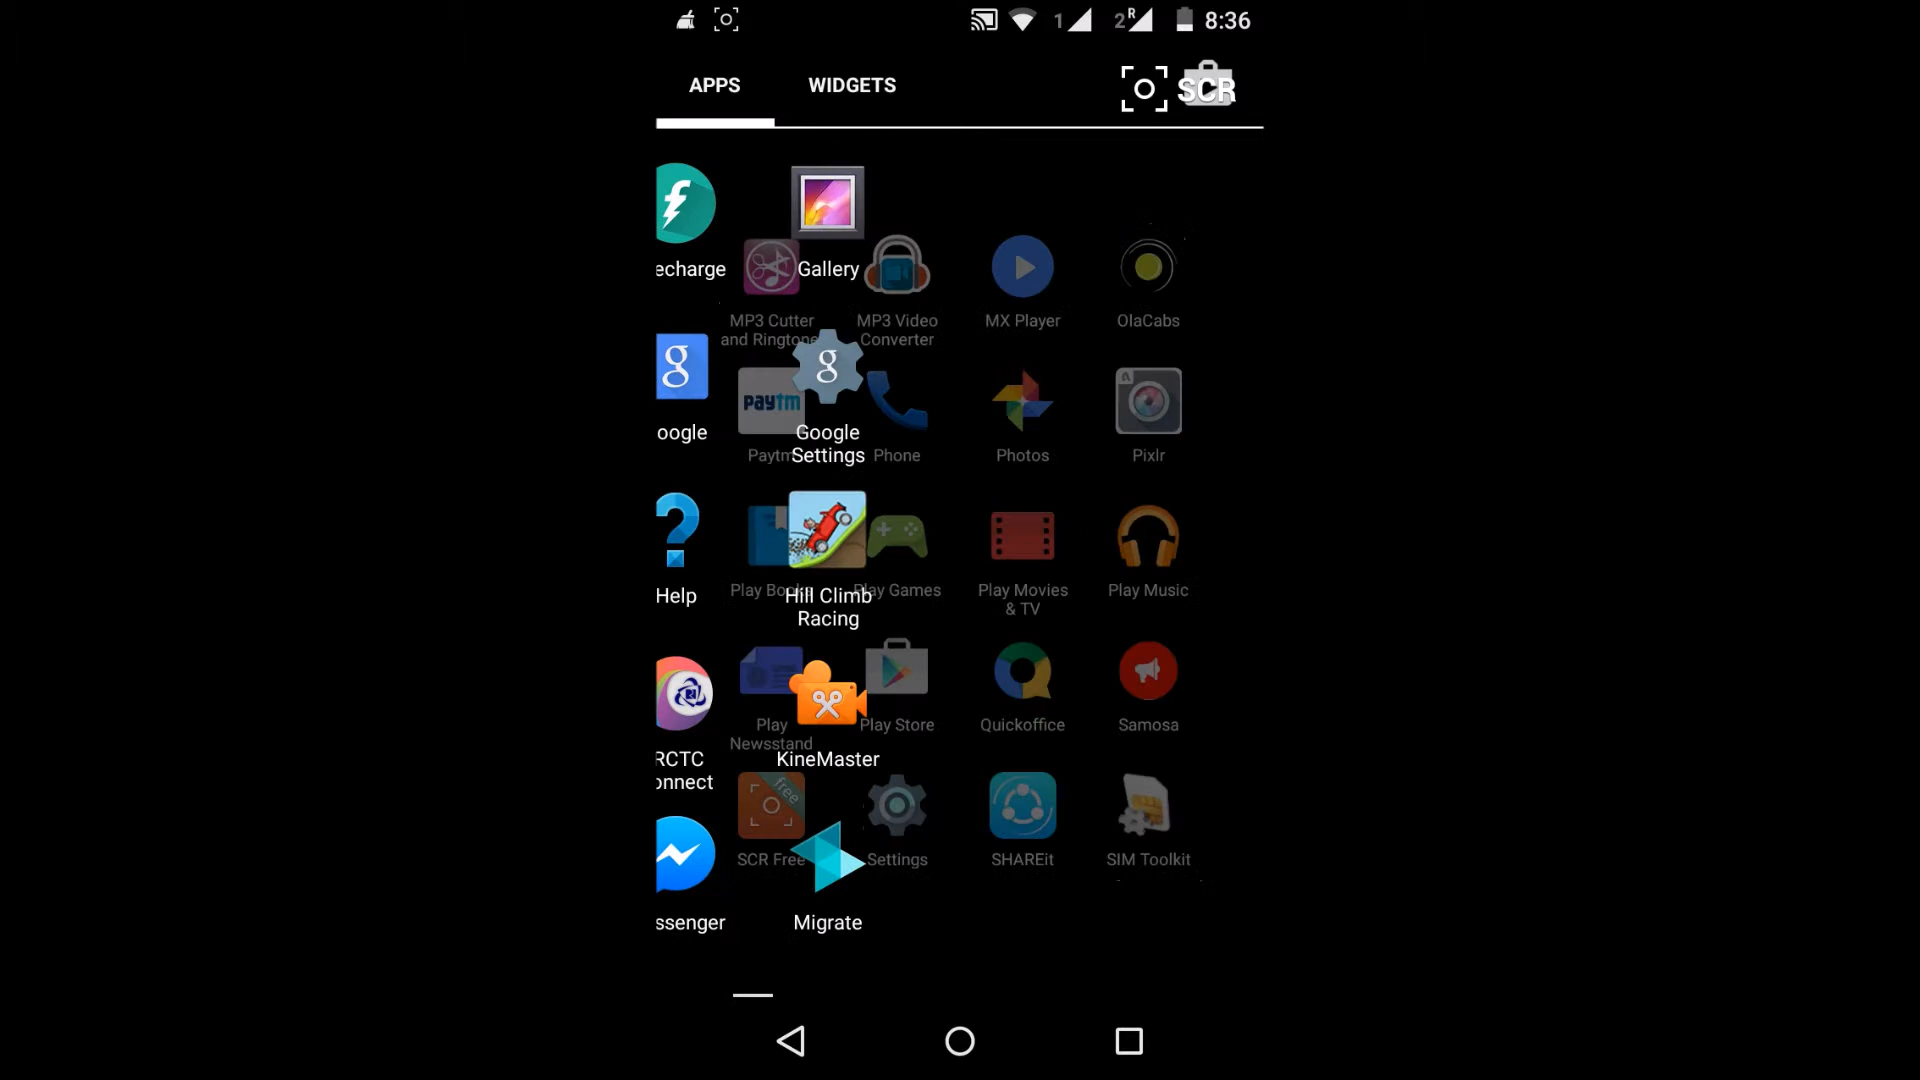 1 2 R 8:36
APPS WIDGETS SCR
echarge Gallery
MP3 Cutter
and Ringtone
MP3 Video
Converter
MX Player
OlaCabs
oogle
Google
Settings
paytm
Paytm
Phone
Photos
Pixlr
Help
Hill Climb
Racing
Play Books
Play Games
Play Movies
& TV
Play Music
RCTC
onnect
KineMaster
Play
Newsstand
Play Store
Quickoffice
Samosa
ssenger
Migrate
free
SCR Free
Settings
SHAREit
SIM Toolkit